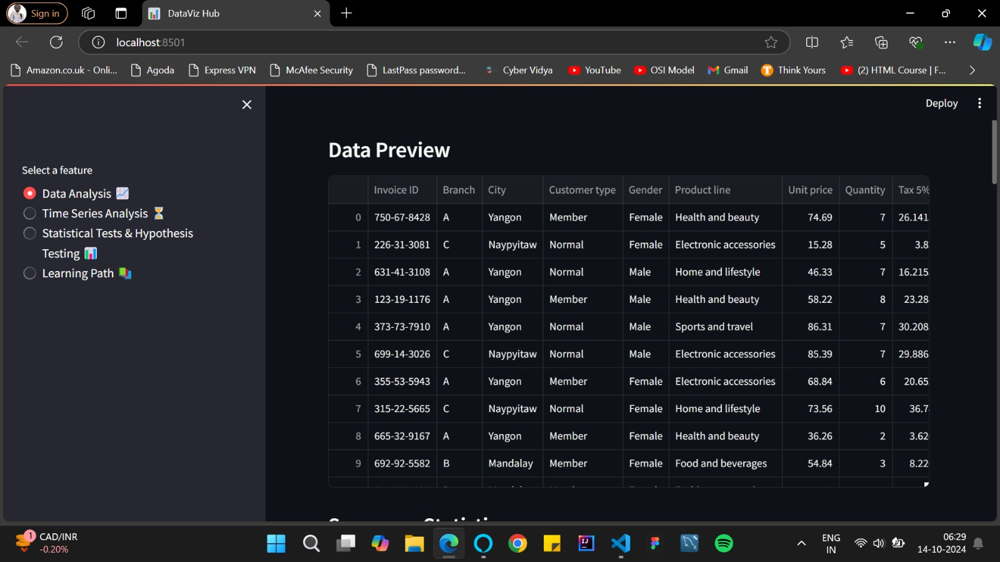 Sign in
DataViz Hub
localhost:8501
Amazon.co.uk - Onli...
Agoda
Express VPN
McAfee Security
LastPass password...
Cyber Vidya
YouTube
OSI Model
Gmail
Think Yours
(2) HTML Course | F...
Deploy
Select a feature
Data Analysis
Time Series Analysis
Statistical Tests & Hypothesis
Testing
Learning Path
Data Preview
Invoice ID Branch City Customer type Gender Product line Unit price Quantity Tax 5%
0 750-67-8428 A Yangon Member Female Health and beauty 74.69 7 26.141
1 226-31-3081 C Naypyitaw Normal Female Electronic accessories 15.28 5 3.8
2 631-41-3108 A Yangon Normal Male Home and lifestyle 46.33 7 16.215
3 123-19-1176 A Yangon Member Male Health and beauty 58.22 8 23.28
4 373-73-7910 A Yangon Normal Male Sports and travel 86.31 7 30.208
5 699-14-3026 C Naypyitaw Normal Male Electronic accessories 85.39 7 29.886
6 355-53-5943 A Yangon Member Female Electronic accessories 68.84 6 20.65
7 315-22-5665 C Naypyitaw Normal Female Home and lifestyle 73.56 10 36.7
8 665-32-9167 A Yangon Member Female Health and beauty 36.26 2 3.62
9 692-92-5582 B Mandalay Member Female Food and beverages 54.84 3 8.22
1
CAD/INR
-0.20%
ENG
IN
06:29
14-10-2024